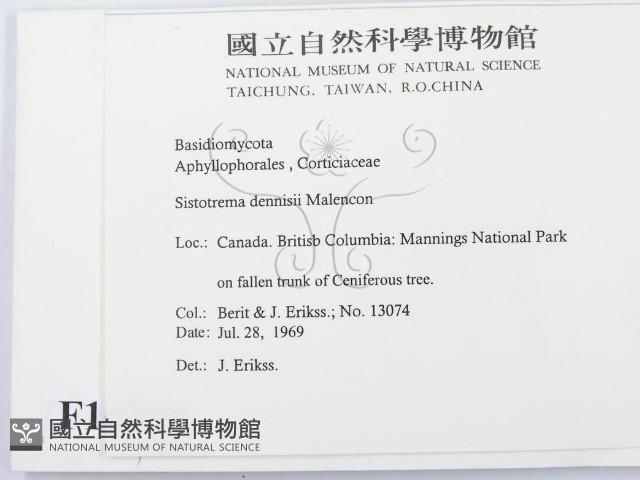 國立自然科學博物館
NATIONAL MUSEUM OF NATURAL SCIENCE
TAICHUNG, TAIWAN, R.O.CHINA
Basidiomycota
Aphyllophorales , Corticiaceae
Sistotrema dennisii Malencon
Loc.: Canada. Britisb Columbia: Mannings National Park
on fallen trunk of Ceniferous tree.
Col.: Berit & J. Erikss.; No. 13074
Date: Jul. 28, 1969
Det.: J. Erikss.
F1
國立自然科學博物館
NATIONAL MUSEUM OF NATURAL SCIENCE